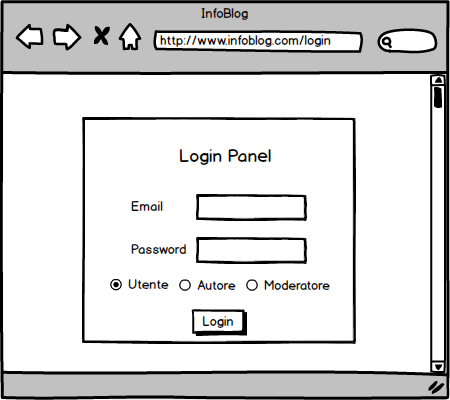 InfoBlog
http://www.infoblog.com/login
Login Panel
Email
Password
Utente Autore Moderatore
Login